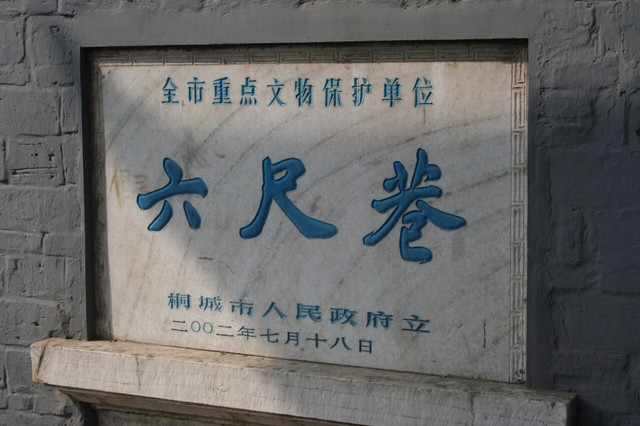 全市重点文物保护单位
六尺巷
桐城市人民政府立
二〇〇二年七月十八日